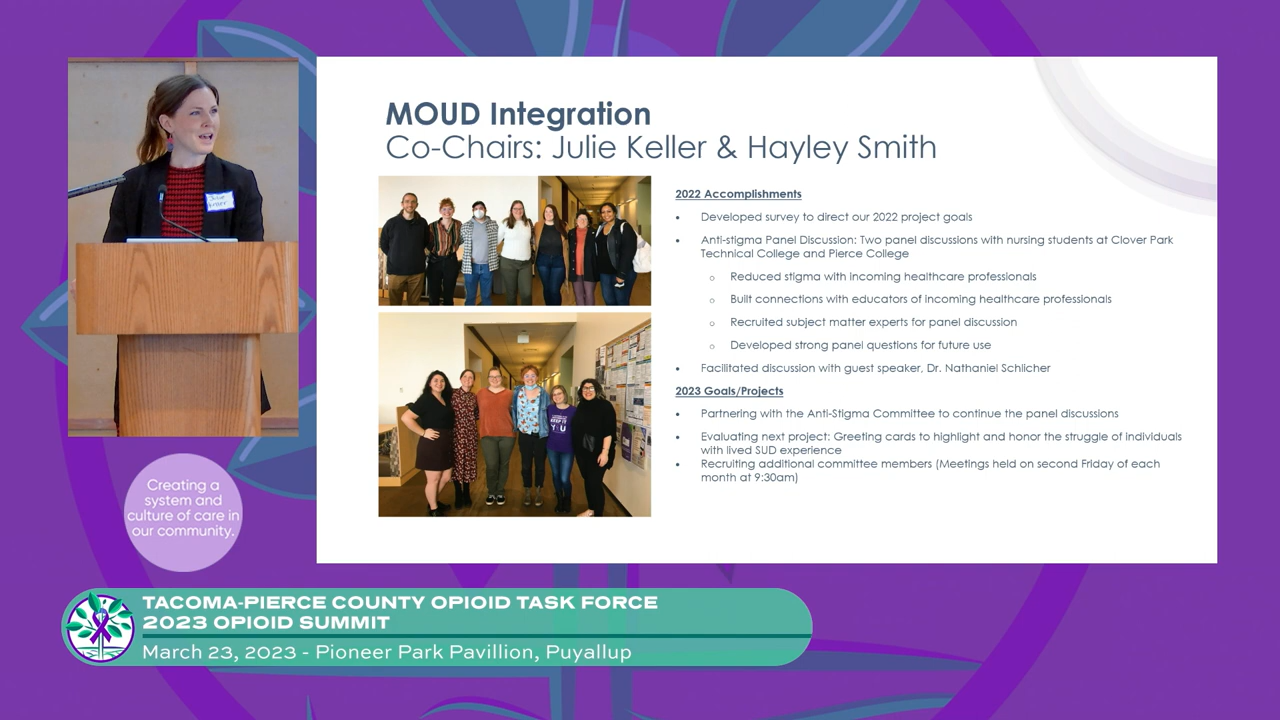 MOUD Integration
Co-Chairs: Julie Keller & Hayley Smith
2022 Accomplishments
• Developed survey to direct our 2022 project goals
• Anti-stigma Panel Discussion: Two panel discussions with nursing students at Clover Park
Technical College and Pierce College
o Reduced stigma with incoming healthcare professionals
o Built connections with educators of incoming healthcare professionals
o Recruited subject matter experts for panel discussion
o Developed strong panel questions for future use
• Facilitated discussion with guest speaker, Dr. Nathaniel Schlicher
2023 Goals/Projects
• Partnering with the Anti-Stigma Committee to continue the panel discussions
• Evaluating next project: Greeting cards to highlight and honor the struggle of individuals
with lived SUD experience
• Recruiting additional committee members (Meetings held on second Friday of each
month at 9:30am)
Creating a
system and
culture of care in
our community.
TACOMA-PIERCE COUNTY OPIOID TASK FORCE
2023 OPIOID SUMMIT
March 23, 2023 - Pioneer Park Pavillion, Puyallup